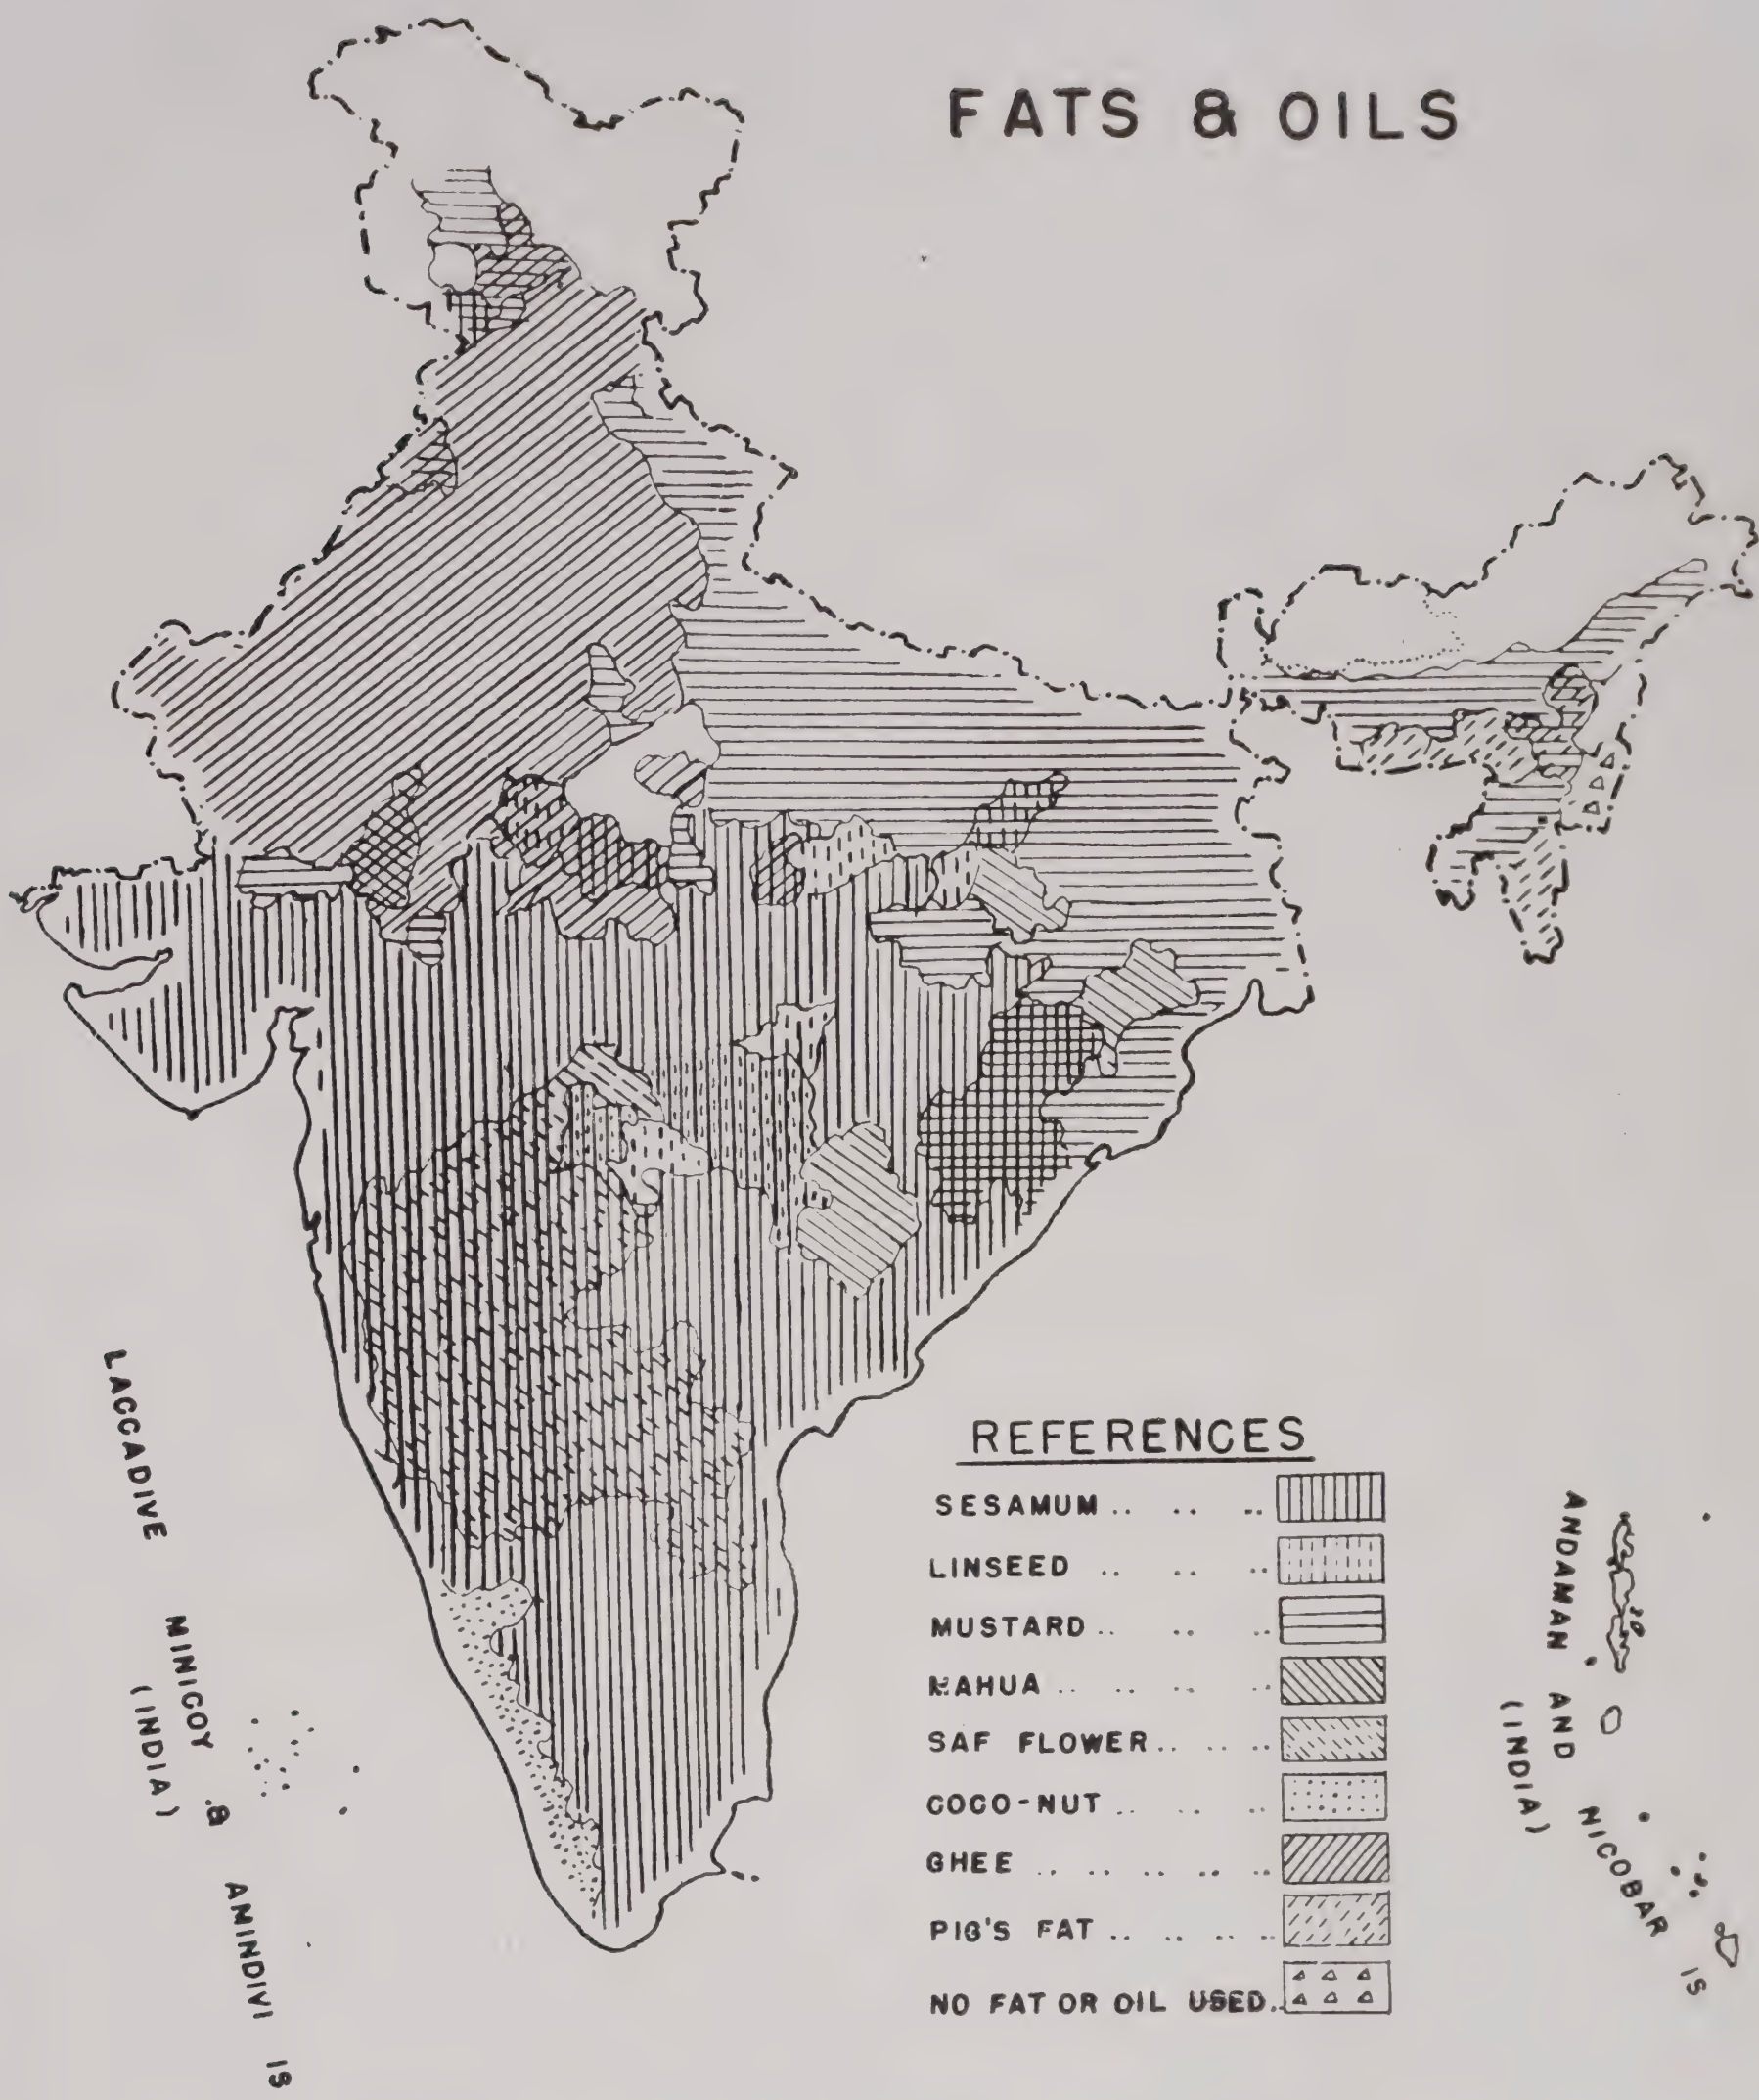 FATS & OILS
REFERENCES
SESAMUM .. .. ..
LINSEED .. .. ..
MUSTARD .. .. ..
MAHUA .. .. .. ..
SAF FLOWER .. .. ..
COCO-NUT .. .. ..
GHEE .. .. .. .. ..
PIG'S FAT .. .. .. ..
NO FAT OR OIL USED..
LACCADIVE MINICOY & AMINDIVI IS
(INDIA)
ANDAMAN AND NICOBAR IS
(INDIA)